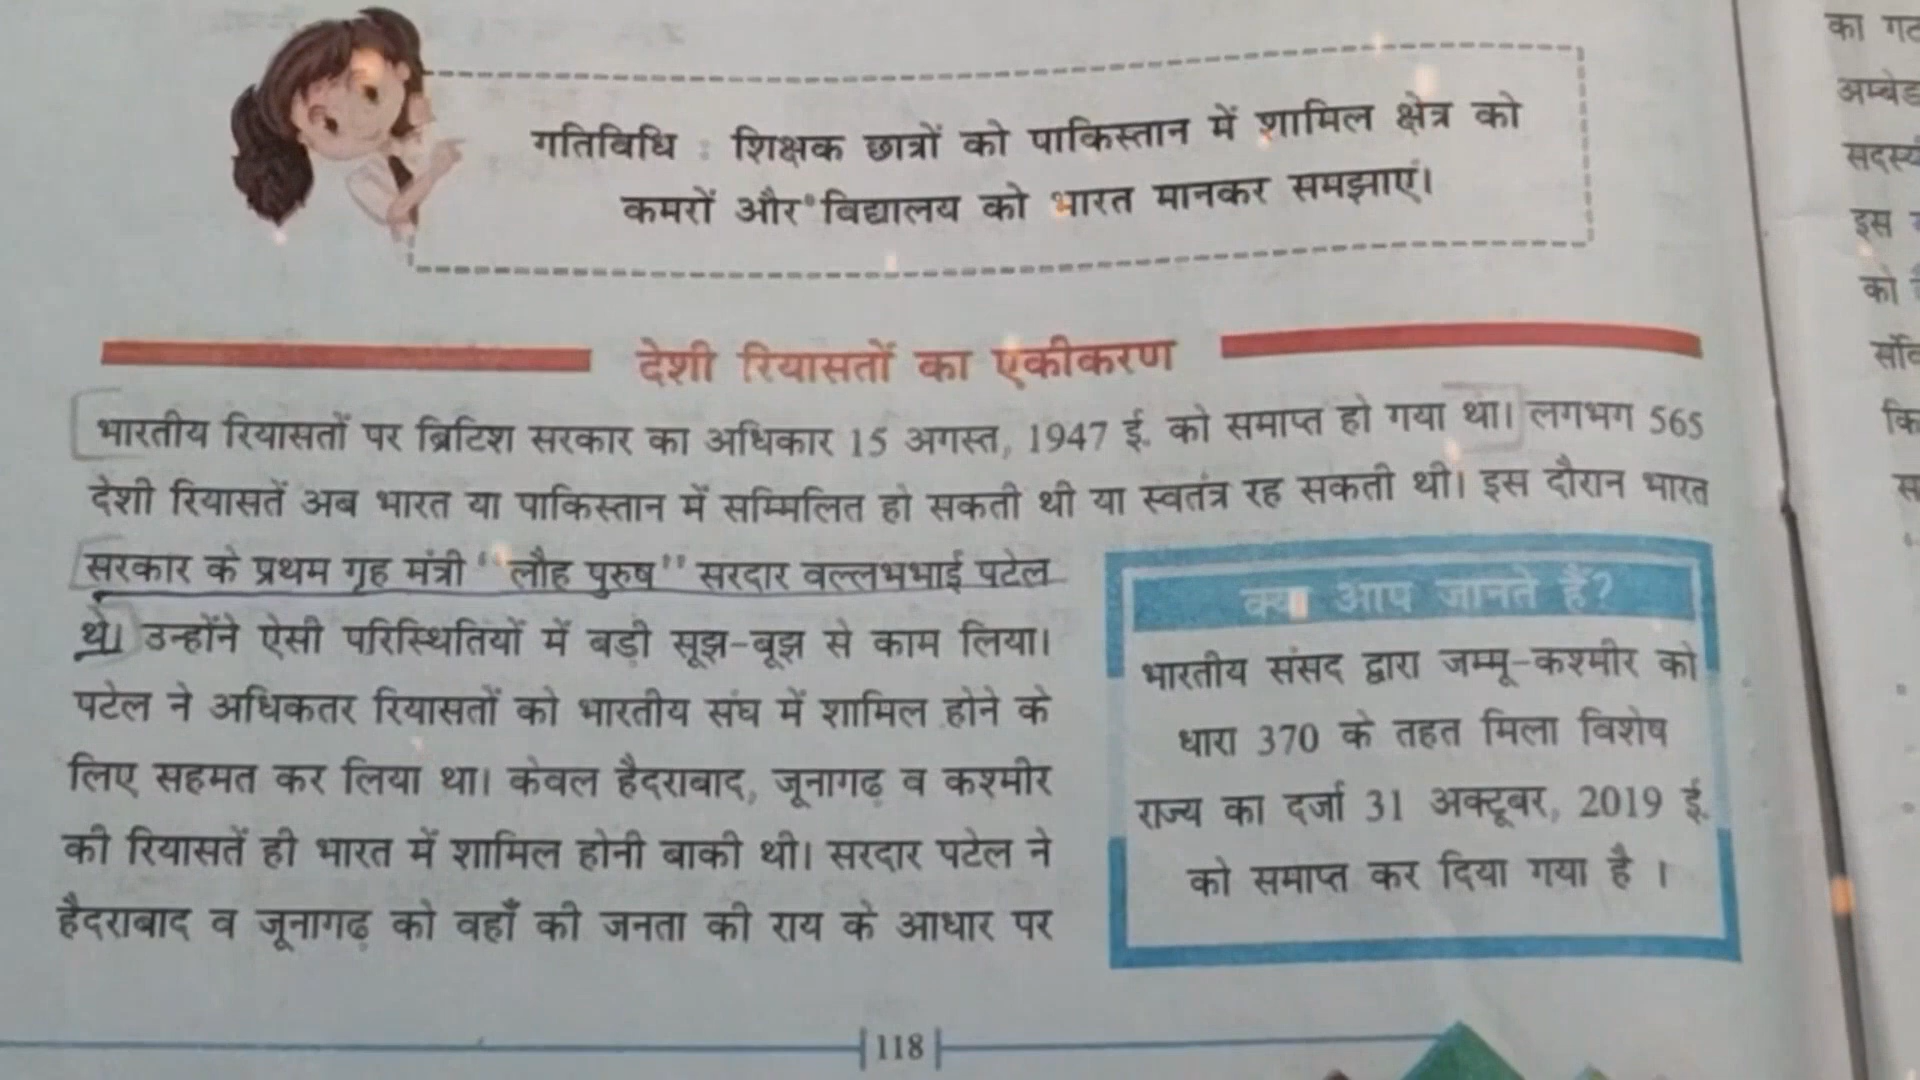 गतिविधि : शिक्षक छात्रों को पाकिस्तान में शामिल क्षेत्र को
कमरों और विद्यालय को भारत मानकर समझाएं।
देशी रियासतों का एकीकरण
भारतीय रियासतों पर ब्रिटिश सरकार का अधिकार 15 अगस्त, 1947 ई. को समाप्त हो गया था। लगभग 565
देशी रियासतें अब भारत या पाकिस्तान में सम्मिलित हो सकती थी या स्वतंत्र रह सकती थी। इस दौरान भारत
सरकार के प्रथम गृह मंत्री "लौह पुरुष" सरदार वल्लभभाई पटेल
थे। उन्होंने ऐसी परिस्थितियों में बड़ी सूझ-बूझ से काम लिया।
पटेल ने अधिकतर रियासतों को भारतीय संघ में शामिल होने के
लिए सहमत कर लिया था। केवल हैदराबाद, जूनागढ़ व कश्मीर
की रियासतें ही भारत में शामिल होनी बाकी थी। सरदार पटेल ने
हैदराबाद व जूनागढ़ को वहाँ की जनता की राय के आधार पर
क्या आप जानते हैं?
भारतीय संसद द्वारा जम्मू-कश्मीर को
धारा 370 के तहत मिला विशेष
राज्य का दर्जा 31 अक्टूबर, 2019 ई.
को समाप्त कर दिया गया है ।
118
का
इस
को